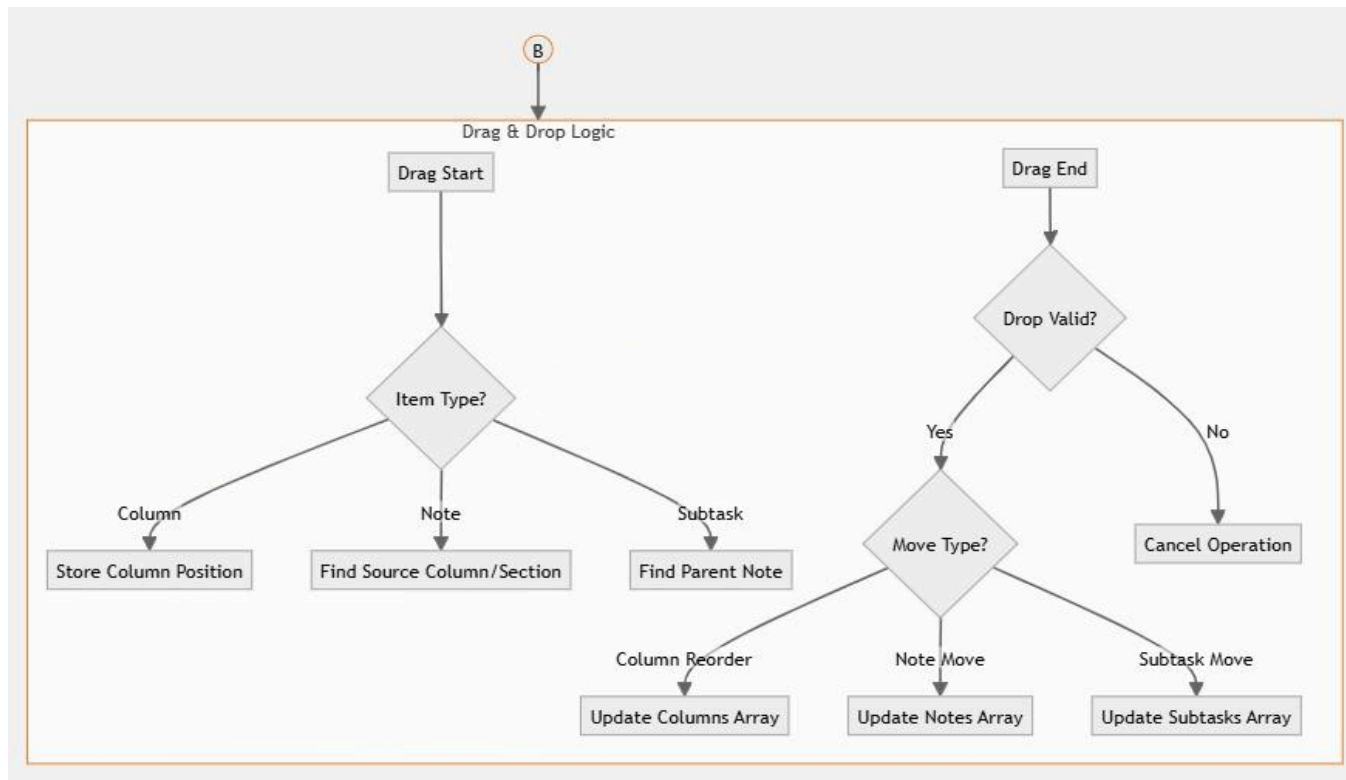 B
Drag & Drop Logic
Drag Start
Item Type?
Column
Note
Subtask
Store Column Position
Find Source Column/Section
Find Parent Note
Drag End
Drop Valid?
Yes
No
Move Type?
Cancel Operation
Column Reorder
Note Move
Subtask Move
Update Columns Array
Update Notes Array
Update Subtasks Array